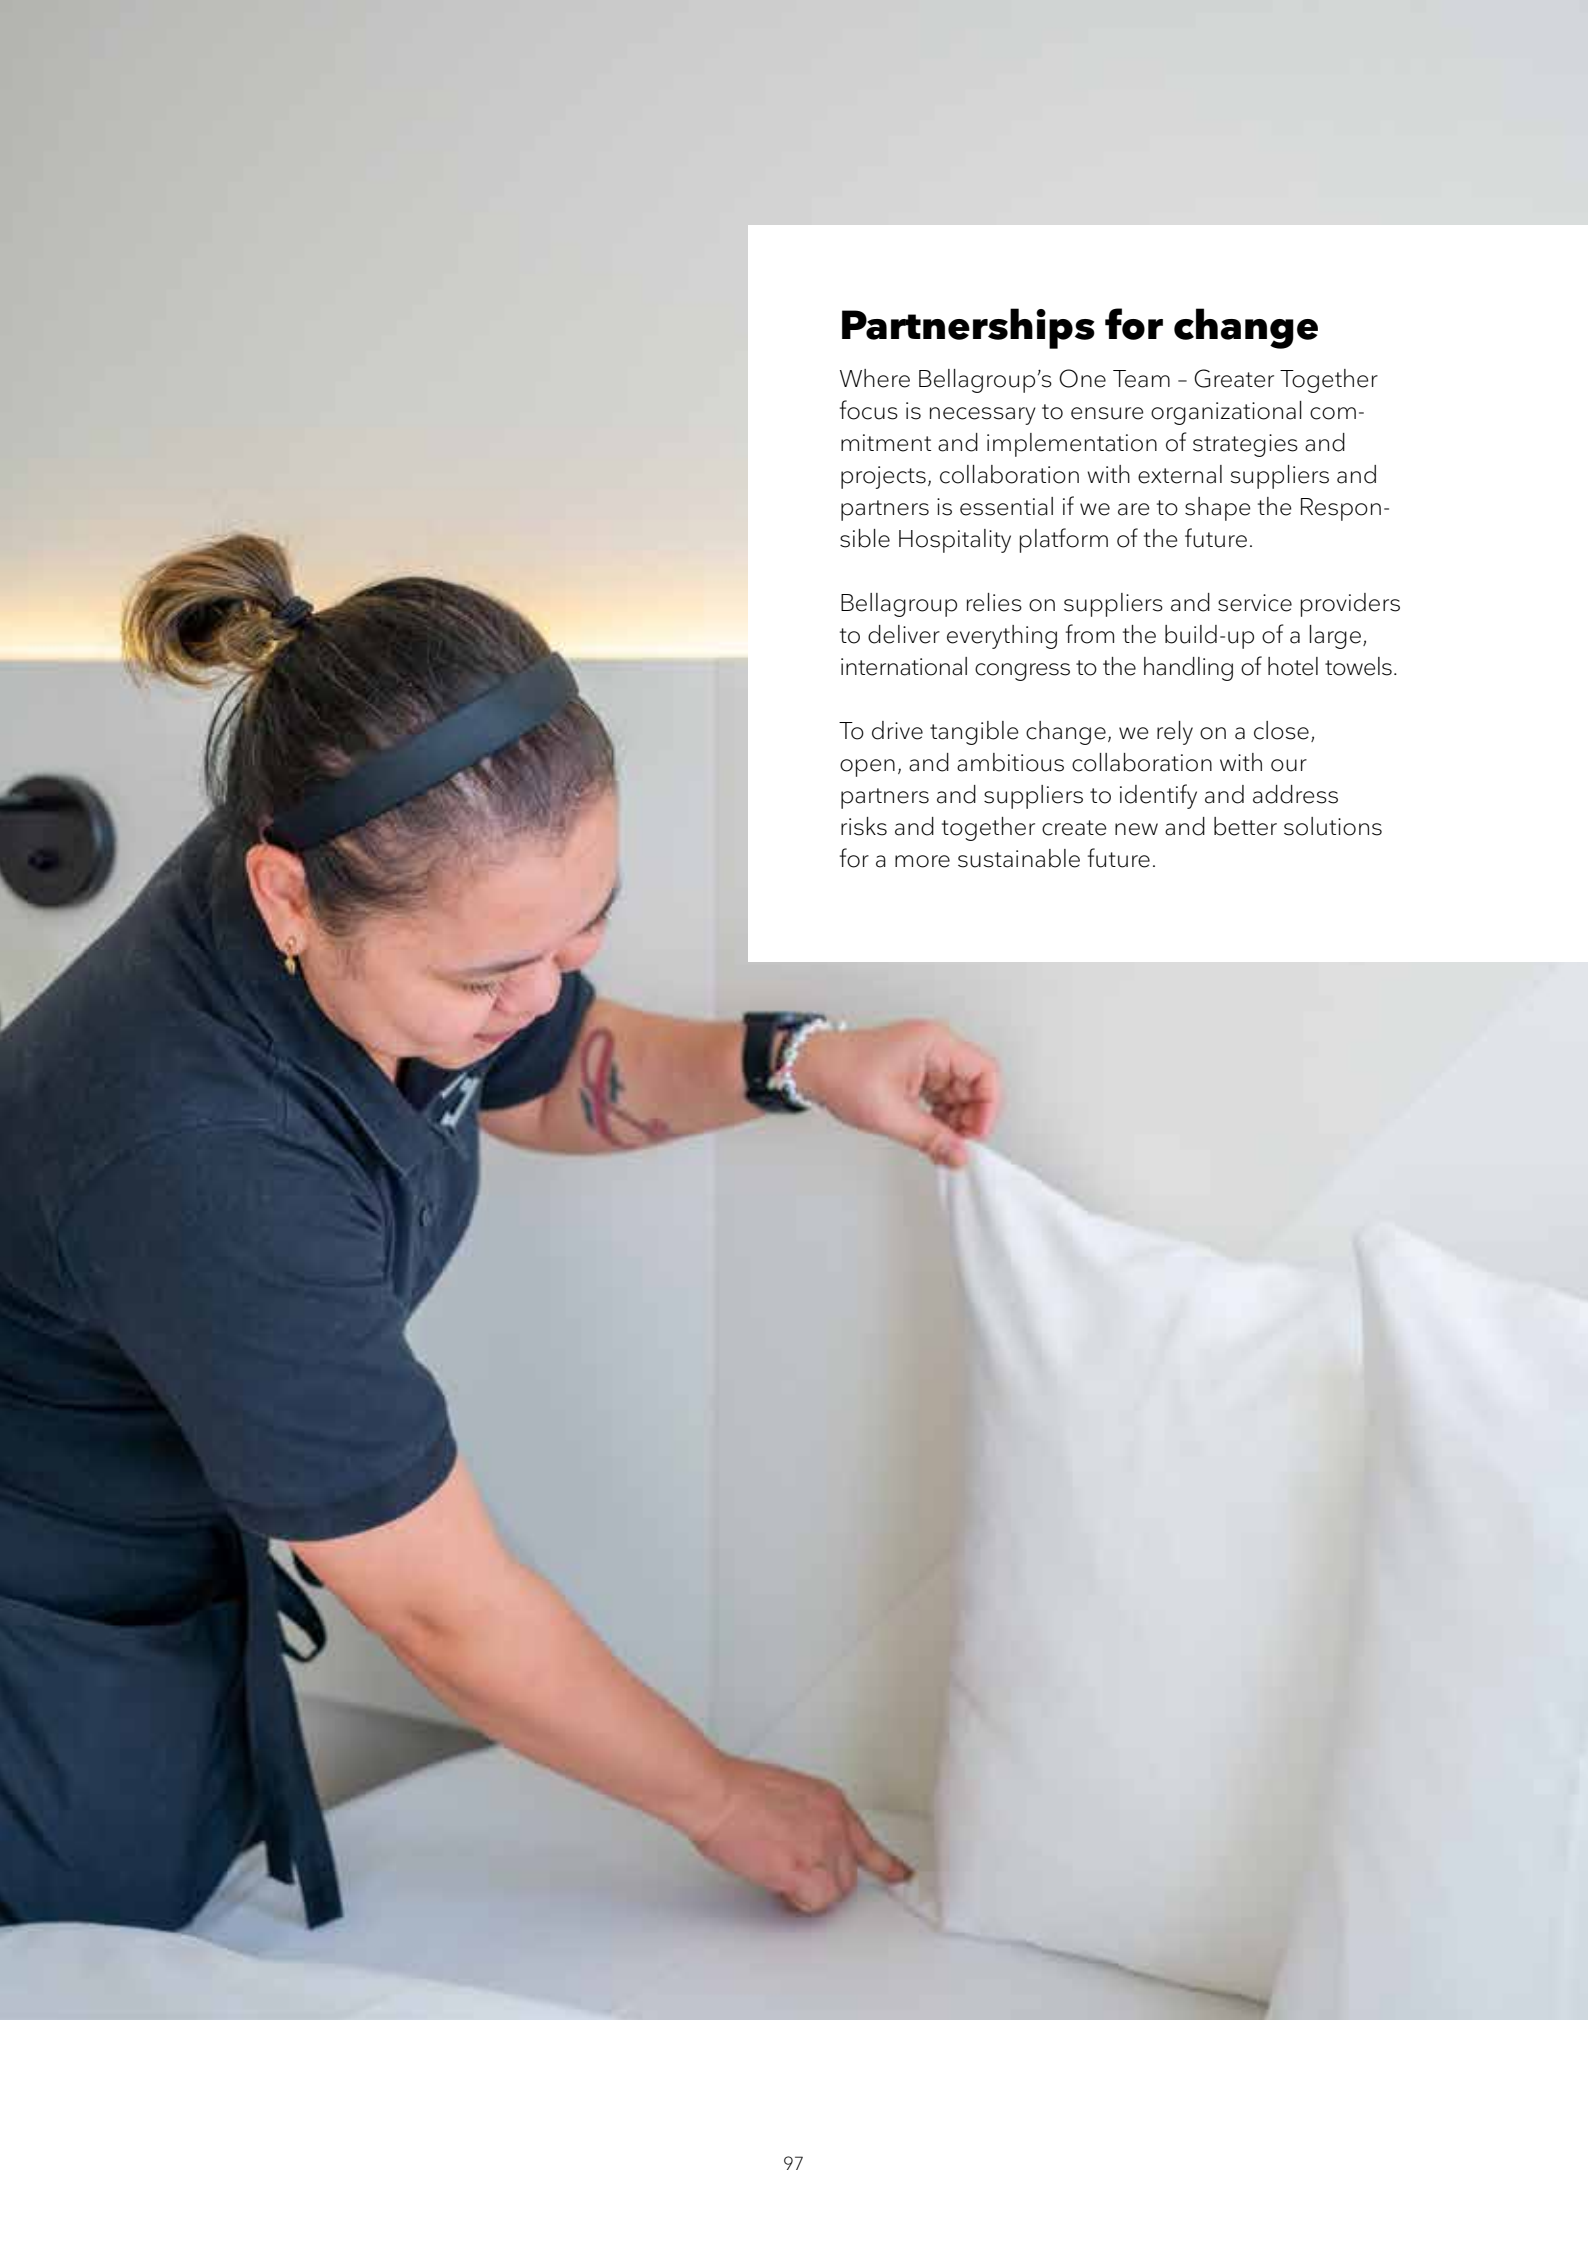 Partnerships for change
Where Bellagroup’s One Team – Greater Together
focus is necessary to ensure organizational com-
mitment and implementation of strategies and
projects, collaboration with external suppliers and
partners is essential if we are to shape the Respon-
sible Hospitality platform of the future.
Bellagroup relies on suppliers and service providers
to deliver everything from the build-up of a large,
international congress to the handling of hotel towels.
To drive tangible change, we rely on a close,
open, and ambitious collaboration with our
partners and suppliers to identify and address
risks and together create new and better solutions
for a more sustainable future.
97